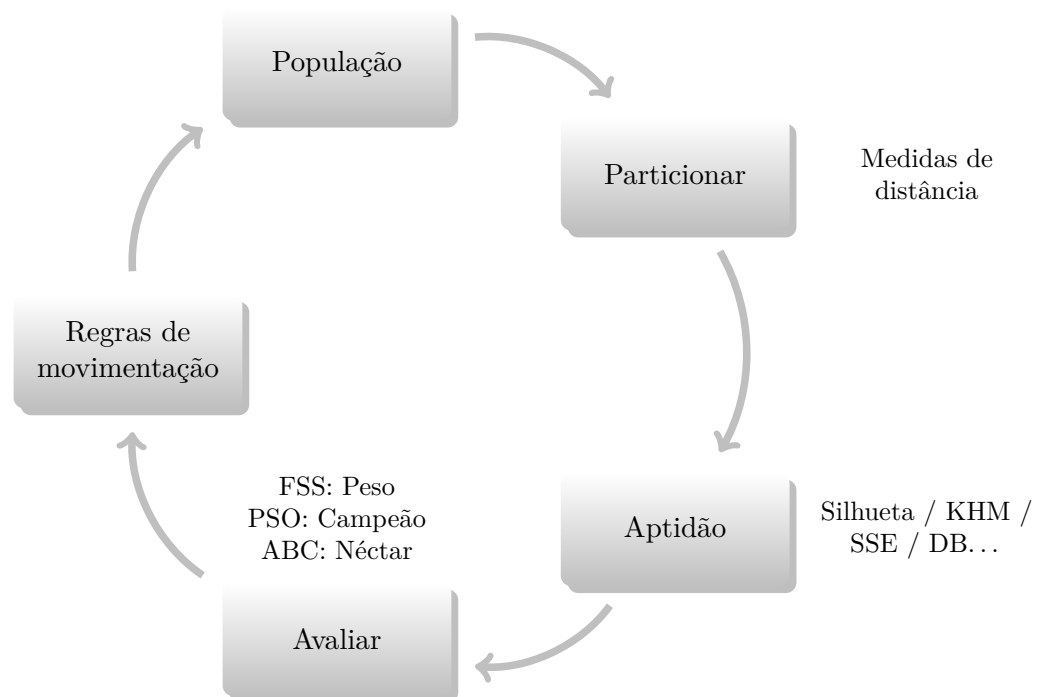 População
Particionar
Medidas de
distância
Regras de
movimentação
FSS: Peso
PSO: Campeão
ABC: Néctar
Aptidão
Silhueta / KHM /
SSE / DB...
Avaliar